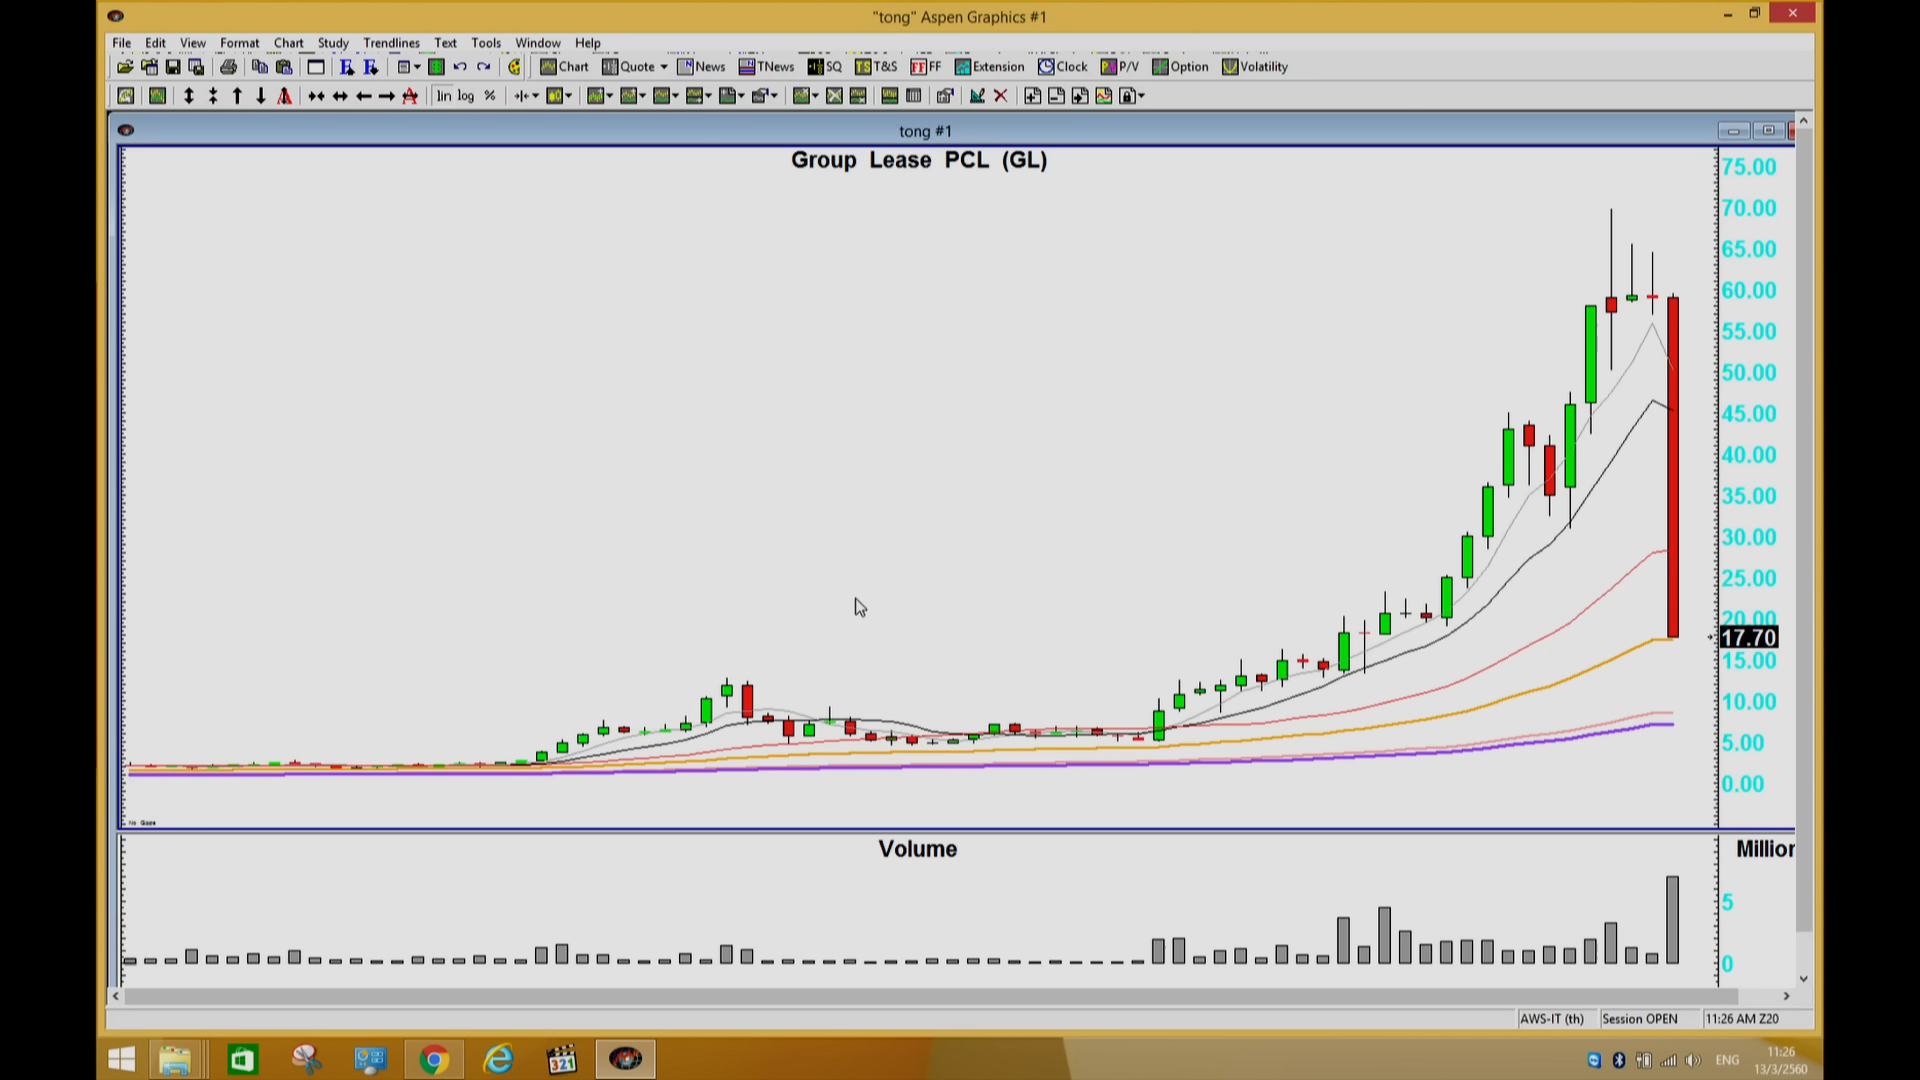 "tong" Aspen Graphics #1
File Edit View Format Chart Study Trendlines Text Tools Window Help
Chart Quote News TNews SQ TS T&S FF FF Extension Clock P/V Option Volatility
lin log %
tong #1
Group Lease PCL (GL)
75.00
70.00
65.00
60.00
55.00
50.00
45.00
40.00
35.00
30.00
25.00
20.00
17.70
15.00
10.00
5.00
0.00
Volume
Million
5
0
AWS-IT (th) Session OPEN 11:26 AM Z20
321
ENG
11:26
13/3/2560